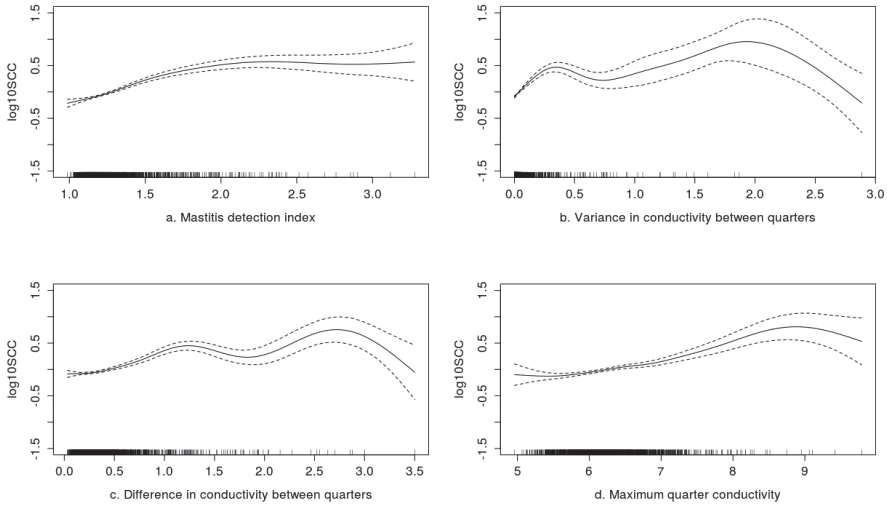 1.5
0.5
-0.5
-1.5
log10SCC
1.0 1.5 2.0 2.5 3.0
a. Mastitis detection index
1.5
0.5
-0.5
-1.5
log10SCC
0.0 0.5 1.0 1.5 2.0 2.5 3.0
b. Variance in conductivity between quarters
1.5
0.5
-0.5
-1.5
log10SCC
0.0 0.5 1.0 1.5 2.0 2.5 3.0 3.5
c. Difference in conductivity between quarters
1.5
0.5
-0.5
-1.5
log10SCC
5 6 7 8 9
d. Maximum quarter conductivity